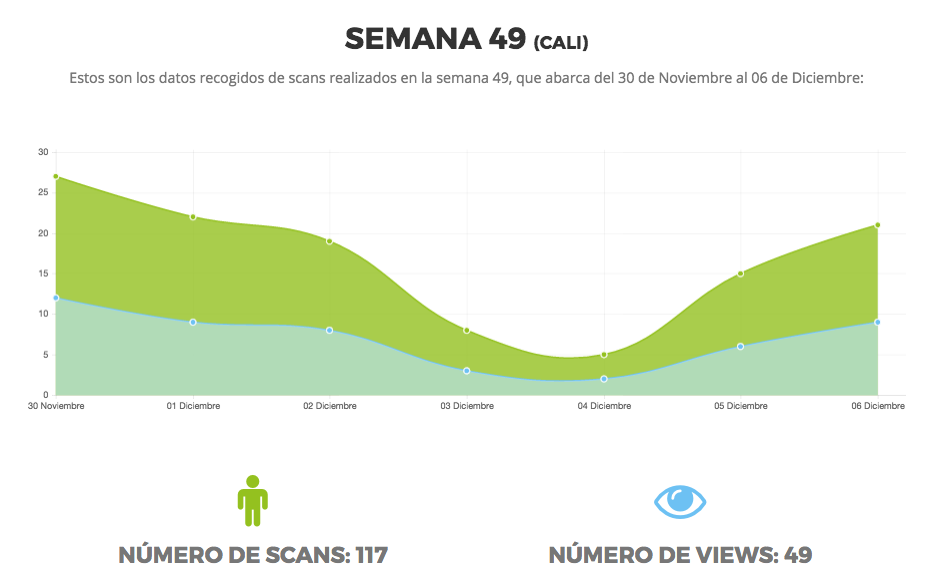 SEMANA 49 (CALI)
Estos son los datos recogidos de scans realizados en la semana 49, que abarca del 30 de Noviembre al 06 de Diciembre:
30
25
20
15
10
5
0
30 Noviembre 01 Diciembre 02 Diciembre 03 Diciembre 04 Diciembre 05 Diciembre 06 Diciembre
NÚMERO DE SCANS: 117 NÚMERO DE VIEWS: 49